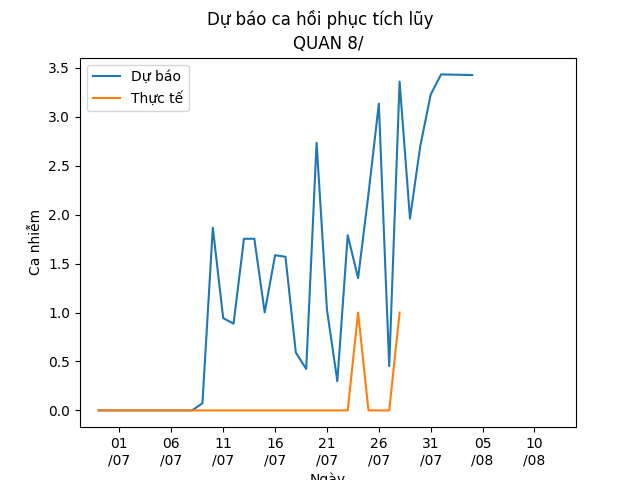 Dự báo ca hồi phục tích lũy
QUAN 8/
Dự báo
Thực tế
Ca nhiễm
3.5
3.0
2.5
2.0
1.5
1.0
0.5
0.0
01 06 11 16 21 26 31 05 10
/07 /07 /07 /07 /07 /07 /07 /08 /08
Ngày